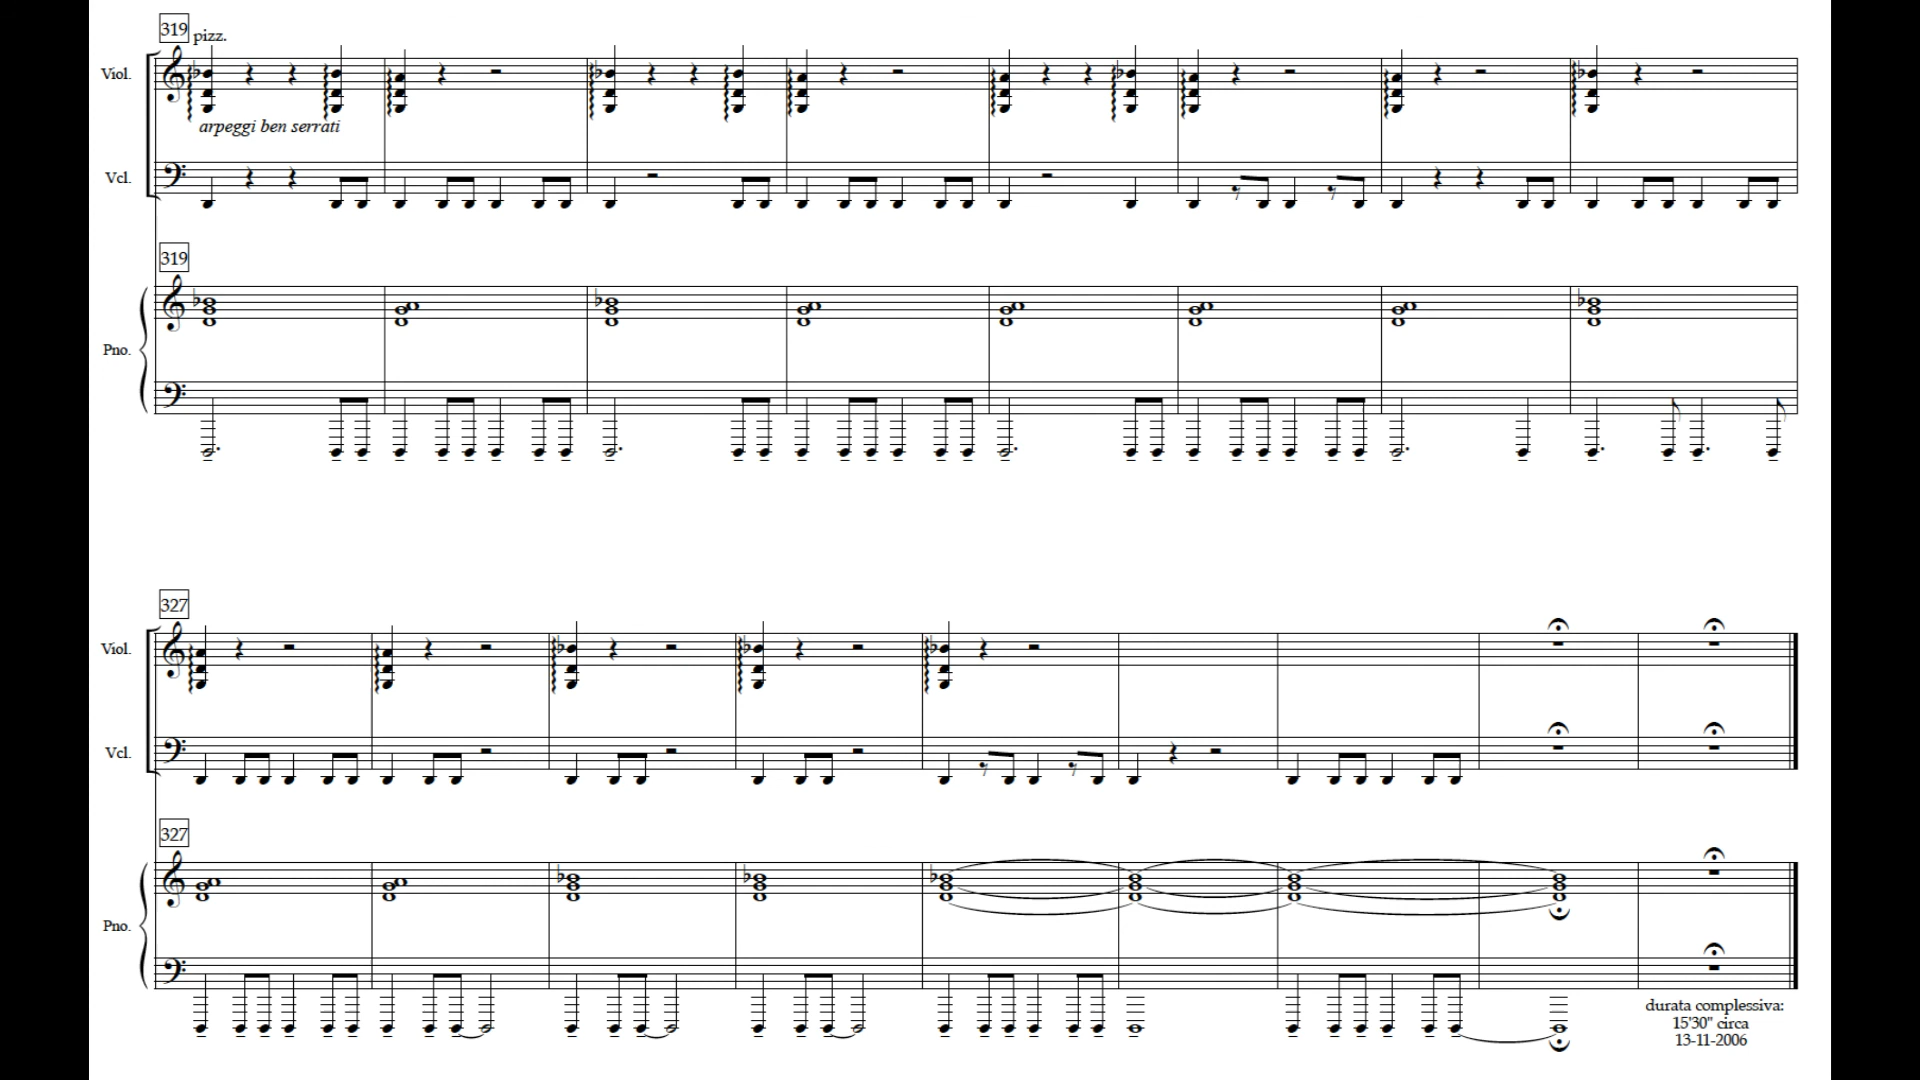 319 pizz.
Viol.
arpeggi ben serrati
Vcl.
319
Pno.
327
Viol.
Vcl.
327
Pno.
durata complessiva:
15'30" circa
13-11-2006